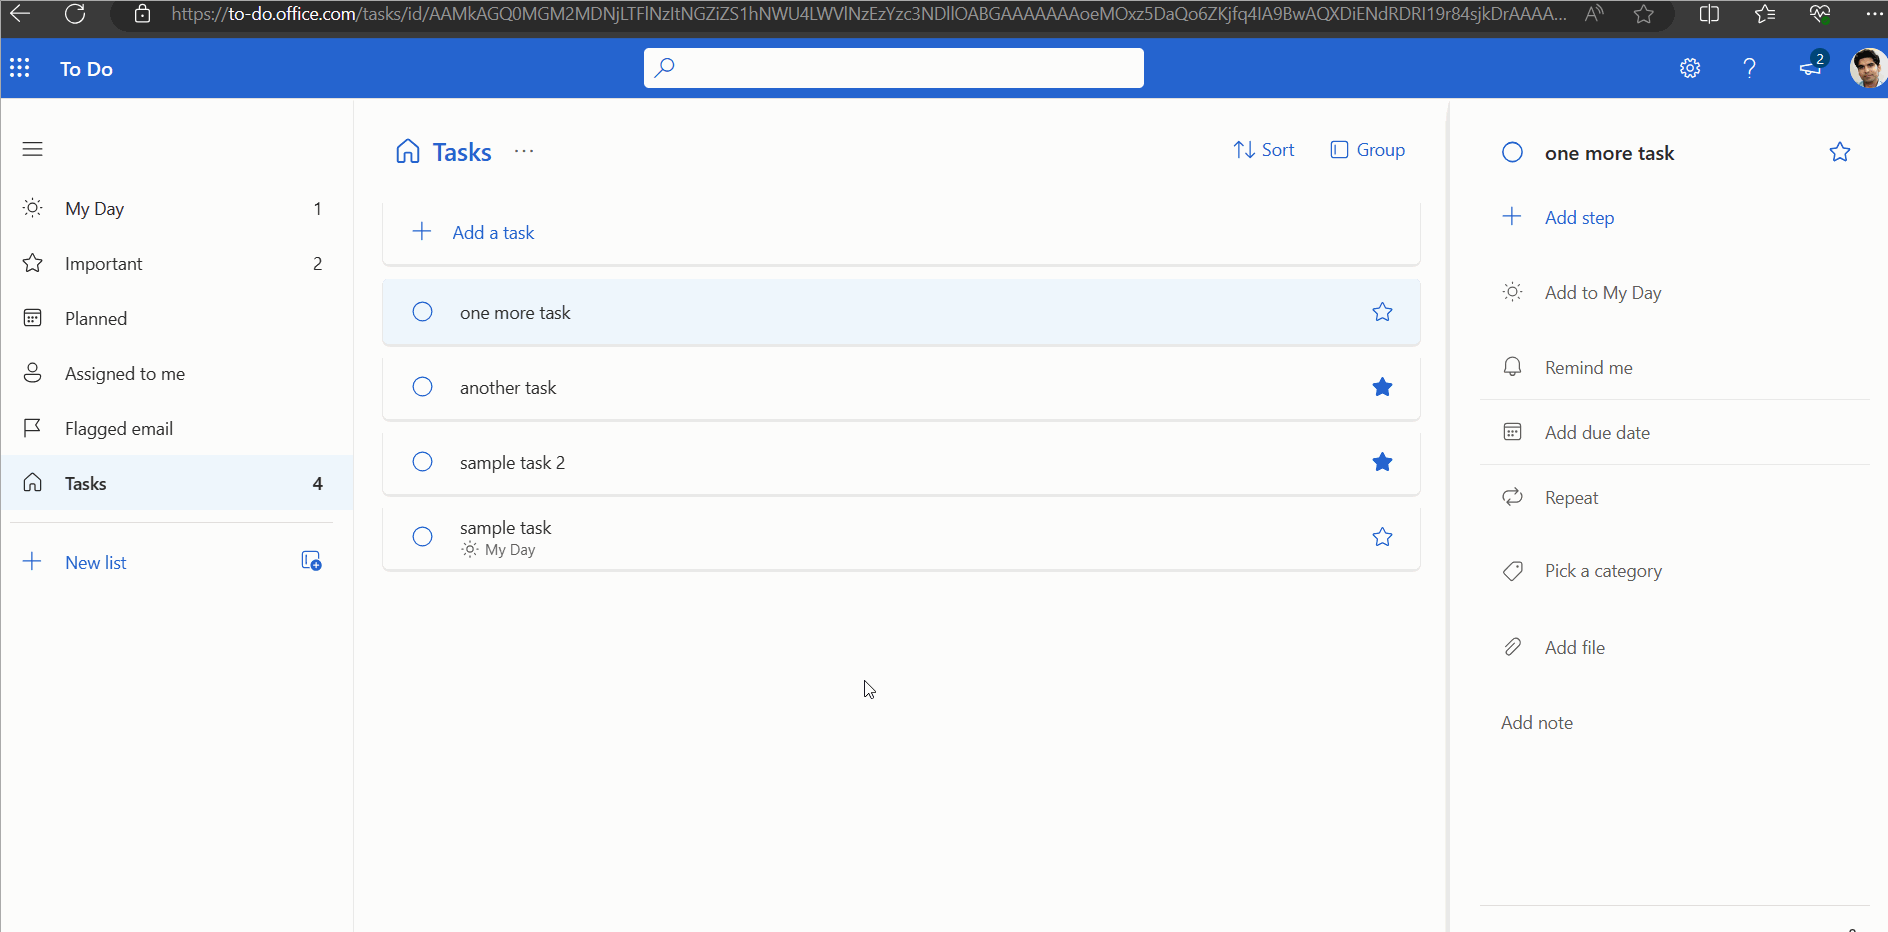 https://to-do.office.com/tasks/id/AAMkAGQ0MGM2MDNjLTFlNzItNGZiZS1hNWU4LWVlNzEzYzc3NDllOABGAAAAAAAoeMOxz5DaQo6ZKjfq4IA9BwAQXDiENdRDRI19r84sjkDrAAAA...
To Do
2
Tasks ...
Sort
Group
My Day 1
Important 2
Planned
Assigned to me
Flagged email
Tasks 4
New list
Add a task
one more task
another task
sample task 2
sample task
My Day
one more task
Add step
Add to My Day
Remind me
Add due date
Repeat
Pick a category
Add file
Add note